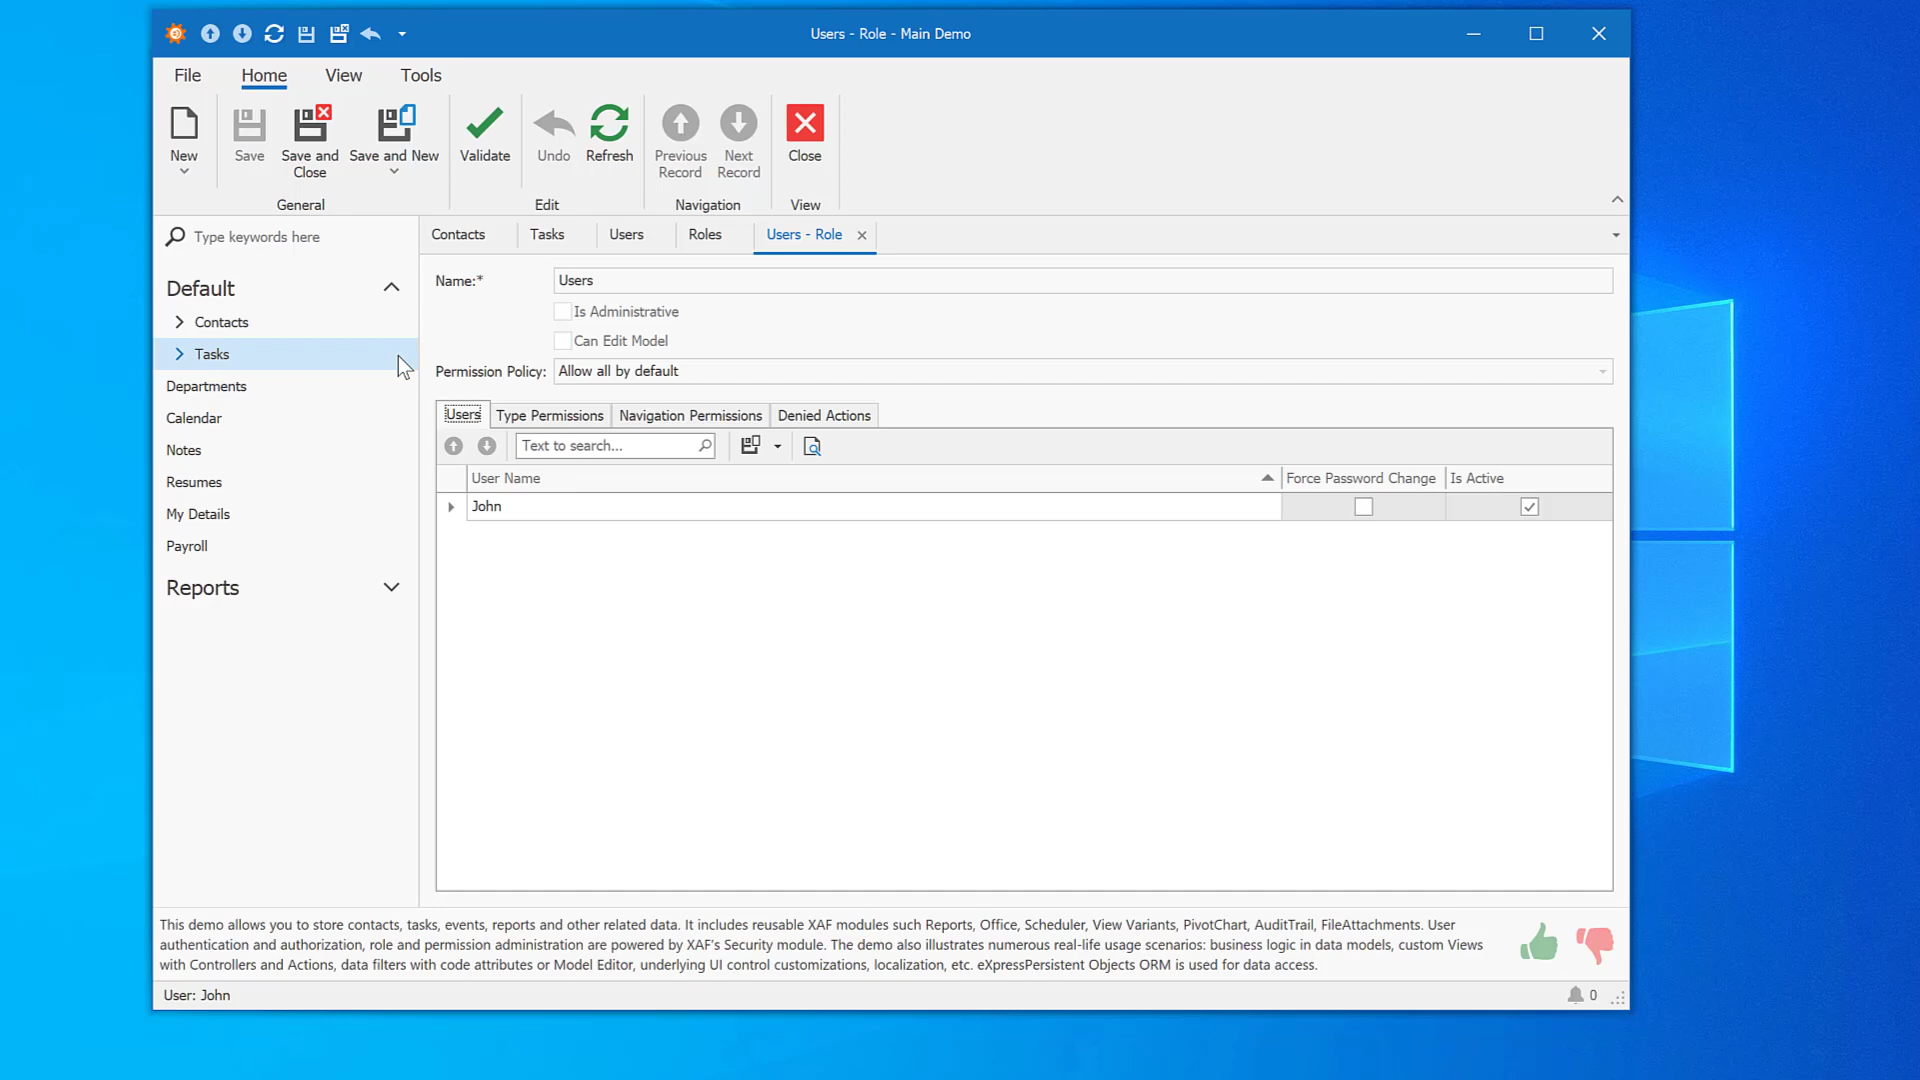 Users - Role - Main Demo
File Home View Tools
New Save Save and Close Save and New Validate Undo Refresh Previous Record Next Record Close
General Edit Navigation View
Type keywords here
Contacts Tasks Users Roles Users - Role
Default
Contacts
Tasks
Departments
Calendar
Notes
Resumes
My Details
Payroll
Reports
Name:* Users
Is Administrative
Can Edit Model
Permission Policy: Allow all by default
Users Type Permissions Navigation Permissions Denied Actions
Text to search...
User Name Force Password Change Is Active
John
This demo allows you to store contacts, tasks, events, reports and other related data. It includes reusable XAF modules such Reports, Office, Scheduler, View Variants, PivotChart, AuditTrail, FileAttachments. User
authentication and authorization, role and permission administration are powered by XAF's Security module. The demo also illustrates numerous real-life usage scenarios: business logic in data models, custom Views
with Controllers and Actions, data filters with code attributes or Model Editor, underlying UI control customizations, localization, etc. eXpressPersistent Objects ORM is used for data access.
User: John
0